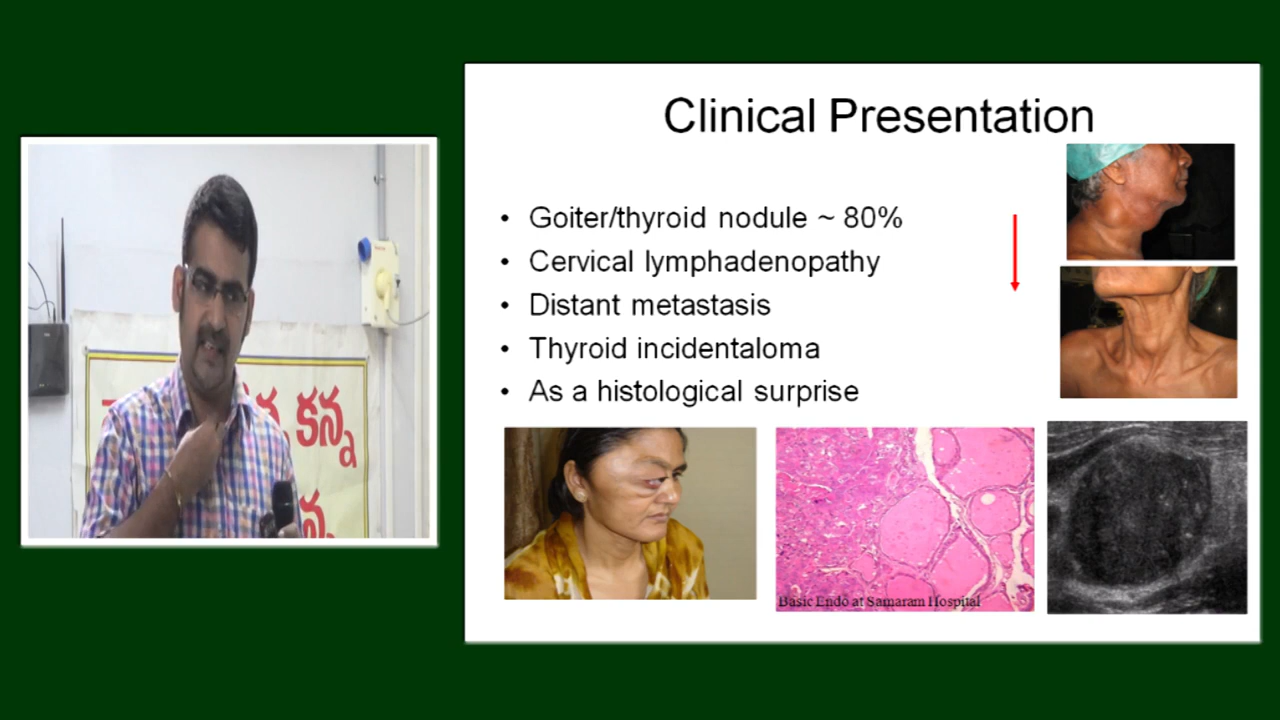 Clinical Presentation
• Goiter/thyroid nodule ~ 80%
• Cervical lymphadenopathy
• Distant metastasis
• Thyroid incidentaloma
• As a histological surprise
Basic Endo at Samaram Hospital
కన్న